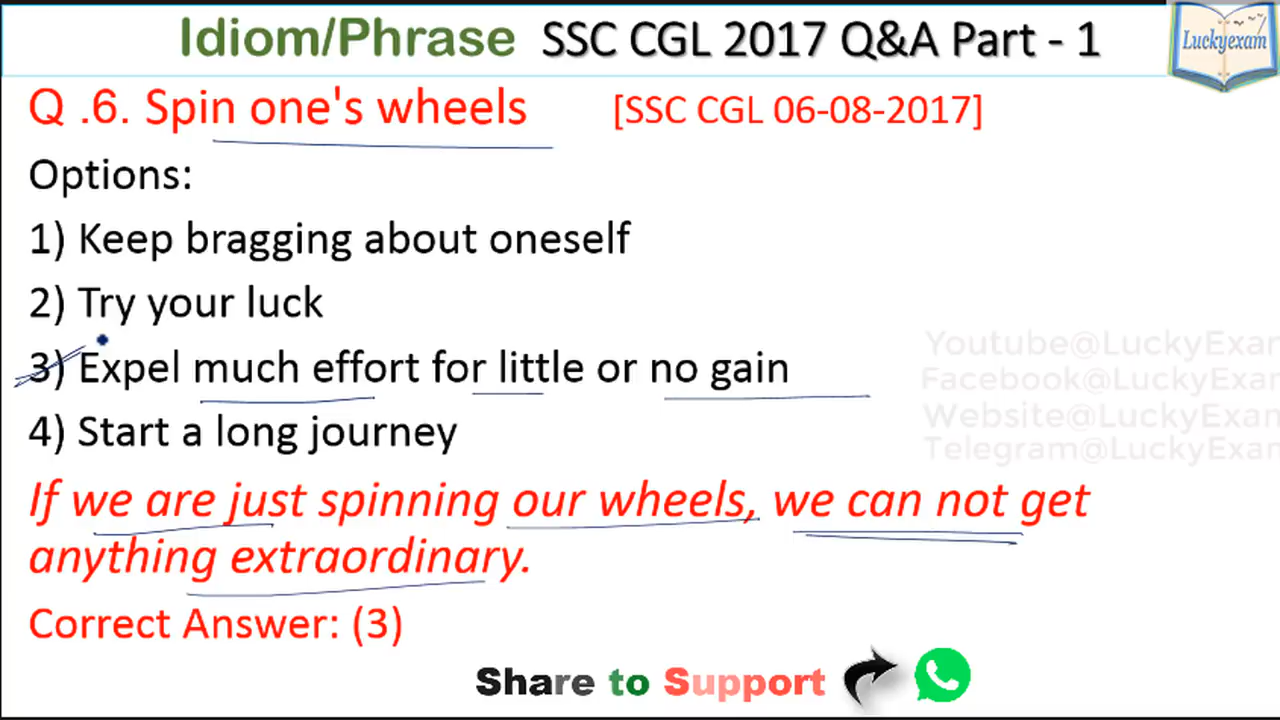 Idiom/Phrase SSC CGL 2017 Q&A Part - 1
Luckyexam
Q .6. Spin one's wheels [SSC CGL 06-08-2017]
Options:
1) Keep bragging about oneself
2) Try your luck
3) Expel much effort for little or no gain
4) Start a long journey
Youtube@LuckyExam
Facebook@LuckyExam
Website@LuckyExam
Telegram@LuckyExam
If we are just spinning our wheels, we can not get
anything extraordinary.
Correct Answer: (3)
Share to Support